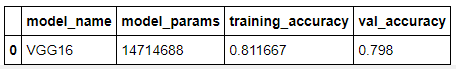 model_name model_params training_accuracy val_accuracy
0 VGG16 14714688 0.811667 0.798